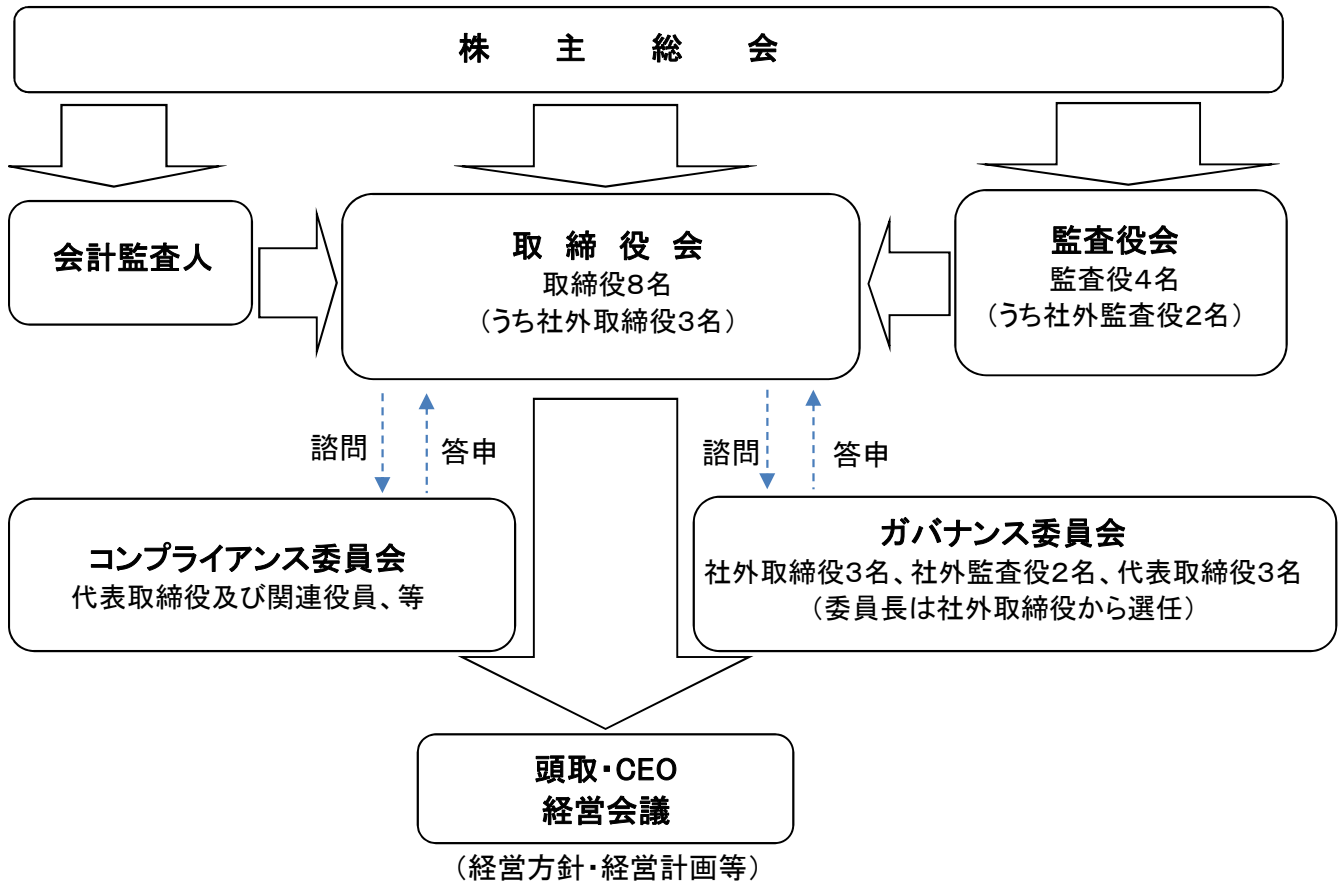 株　主　総　会
会計監査人
取　締　役　会
取締役８名
（うち社外取締役３名）
監査役会
監査役４名
（うち社外監査役２名）
諮問
答申
諮問
答申
コンプライアンス委員会
代表取締役及び関連役員、等
ガバナンス委員会
社外取締役３名、社外監査役２名、代表取締役３名
（委員長は社外取締役から選任）
頭取・CEO
経営会議
（経営方針・経営計画等）